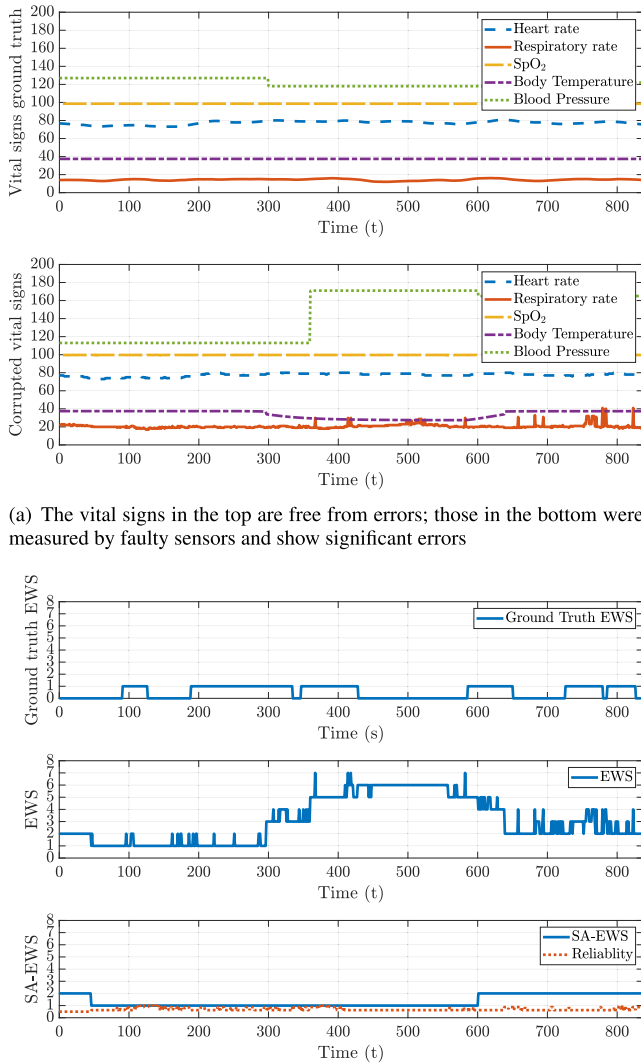 200
180
160
140
120
100
80
60
40
20
0
Vital signs ground truth
Heart rate
Respiratory rate
SpO₂
Body Temperature
Blood Pressure
0 100 200 300 400 500 600 700 800
Time (t)
200
180
160
140
120
100
80
60
40
20
0
Corrupted vital signs
Heart rate
Respiratory rate
SpO₂
Body Temperature
Blood Pressure
0 100 200 300 400 500 600 700 800
Time (t)
(a) The vital signs in the top are free from errors; those in the bottom were
measured by faulty sensors and show significant errors
8
7
6
5
4
3
2
1
0
Ground truth EWS
Ground Truth EWS
0 100 200 300 400 500 600 700 800
Time (s)
8
7
6
5
4
3
2
1
0
EWS
EWS
0 100 200 300 400 500 600 700 800
Time (t)
8
7
6
5
4
3
2
1
0
SA-EWS
SA-EWS
Reliablity
0 100 200 300 400 500 600 700 800
Time (t)